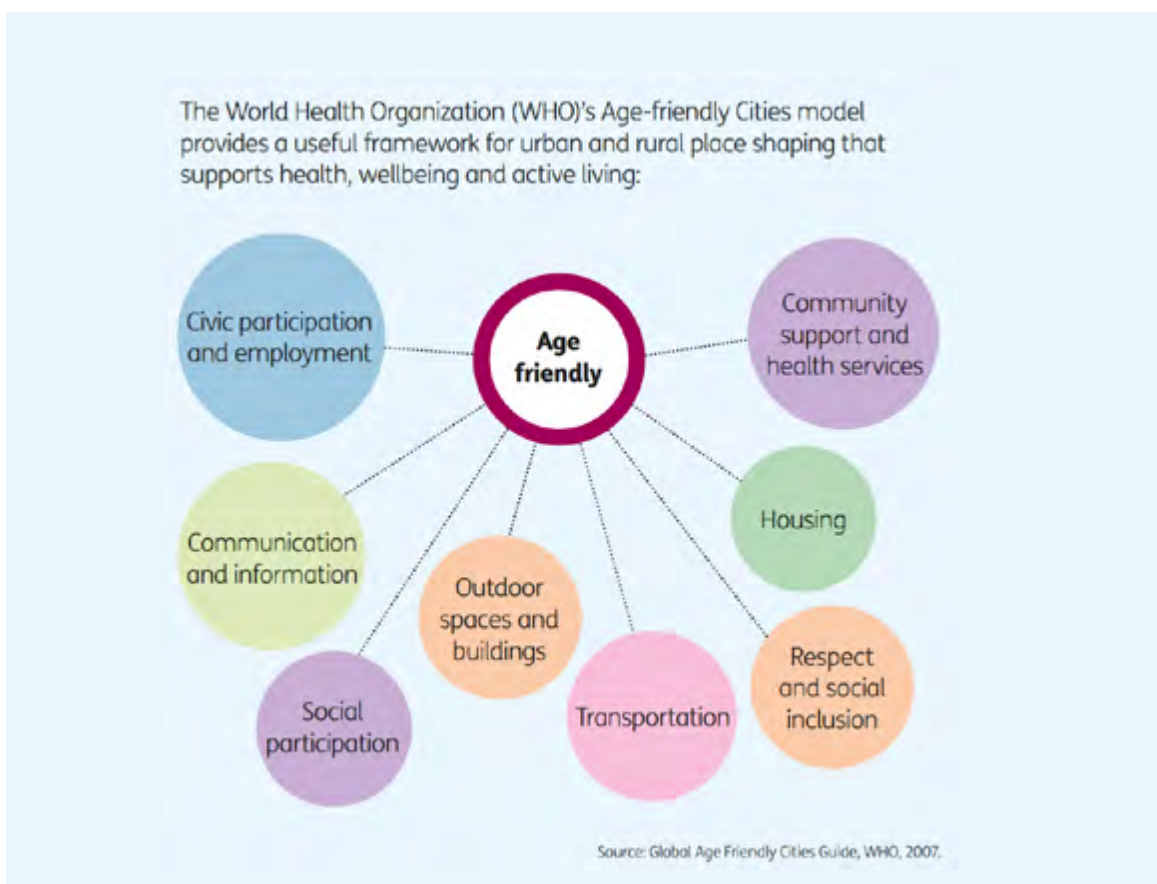 The World Health Organization (WHO)'s Age-friendly Cities model
provides a useful framework for urban and rural place shaping that
supports health, wellbeing and active living:
Civic participation
and employment
Age
friendly
Community
support and
health services
Communication
and information
Housing
Outdoor
spaces and
buildings
Social
participation
Transportation
Respect
and social
inclusion
Source: Global Age Friendly Cities Guide, WHO, 2007.